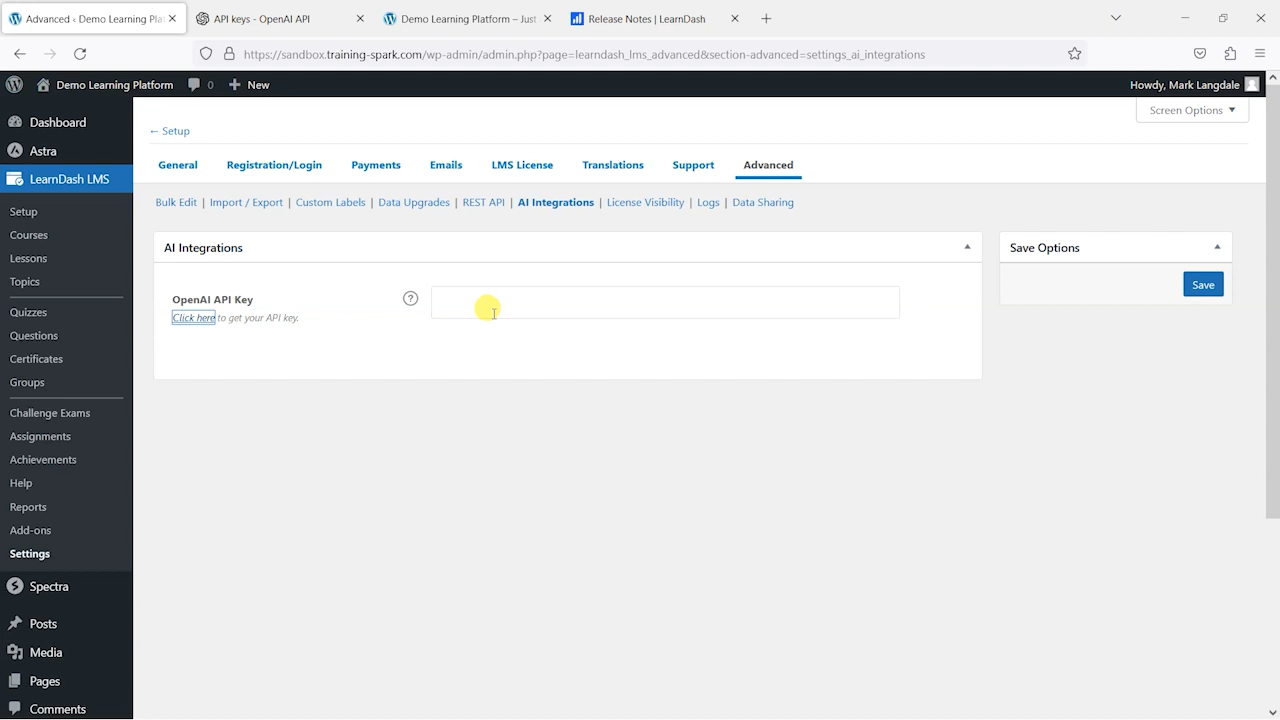 Advanced ‹ Demo Learning Pla
API keys - OpenAI API
Demo Learning Platform – Just
Release Notes | LearnDash
https://sandbox.training-spark.com/wp-admin/admin.php?page=learndash_lms_advanced&section-advanced=settings_ai_integrations
Demo Learning Platform
0
New
Howdy, Mark Langdale
Screen Options
← Setup
General
Registration/Login
Payments
Emails
LMS License
Translations
Support
Advanced
Bulk Edit | Import / Export | Custom Labels | Data Upgrades | REST API | AI Integrations | License Visibility | Logs | Data Sharing
AI Integrations
OpenAI API Key
?
Click here to get your API key.
Save Options
Save
Dashboard
Astra
LearnDash LMS
Setup
Courses
Lessons
Topics
Quizzes
Questions
Certificates
Groups
Challenge Exams
Assignments
Achievements
Help
Reports
Add-ons
Settings
Spectra
Posts
Media
Pages
Comments